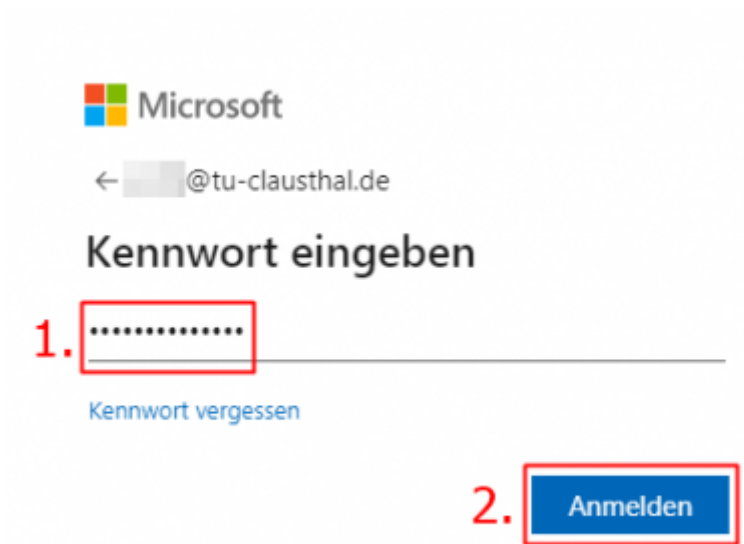 Microsoft
← @tu-clausthal.de
Kennwort eingeben
1. ••••••••••••••
Kennwort vergessen
2. Anmelden